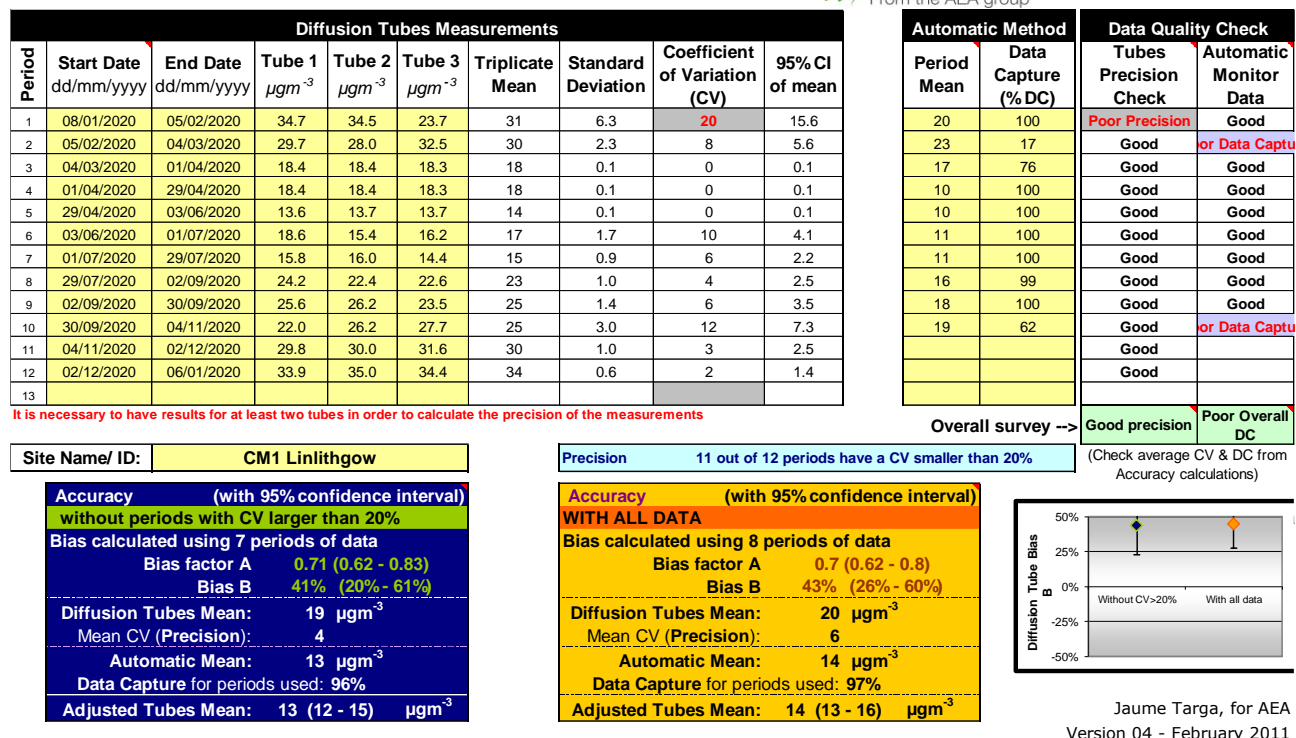 From the AEA group
Diffusion Tubes Measurements Automatic Method Data Quality Check
Period Start Date dd/mm/yyyy End Date dd/mm/yyyy Tube 1 µgm-3 Tube 2 µgm-3 Tube 3 µgm-3 Triplicate Mean Standard Deviation Coefficient of Variation (CV) 95% CI of mean Period Mean Data Capture (% DC) Tubes Precision Check Automatic Monitor Data
1 08/01/2020 05/02/2020 34.7 34.5 23.7 31 6.3 20 15.6 20 100 Poor Precision Good
2 05/02/2020 04/03/2020 29.7 28.0 32.5 30 2.3 8 5.6 23 17 Good or Data Captu
3 04/03/2020 01/04/2020 18.4 18.4 18.3 18 0.1 0 0.1 17 76 Good Good
4 01/04/2020 29/04/2020 18.4 18.4 18.3 18 0.1 0 0.1 10 100 Good Good
5 29/04/2020 03/06/2020 13.6 13.7 13.7 14 0.1 0 0.1 10 100 Good Good
6 03/06/2020 01/07/2020 18.6 15.4 16.2 17 1.7 10 4.1 11 100 Good Good
7 01/07/2020 29/07/2020 15.8 16.0 14.4 15 0.9 6 2.2 11 100 Good Good
8 29/07/2020 02/09/2020 24.2 22.4 22.6 23 1.0 4 2.5 16 99 Good Good
9 02/09/2020 30/09/2020 25.6 26.2 23.5 25 1.4 6 3.5 18 100 Good Good
10 30/09/2020 04/11/2020 22.0 26.2 27.7 25 3.0 12 7.3 19 62 Good or Data Captu
11 04/11/2020 02/12/2020 29.8 30.0 31.6 30 1.0 3 2.5 Good
12 02/12/2020 06/01/2020 33.9 35.0 34.4 34 0.6 2 1.4 Good
13
It is necessary to have results for at least two tubes in order to calculate the precision of the measurements
Overall survey --> Good precision Poor Overall DC
Site Name/ ID: CM1 Linlithgow
Precision 11 out of 12 periods have a CV smaller than 20%
(Check average CV & DC from
Accuracy calculations)
Accuracy (with 95% confidence interval)
without periods with CV larger than 20%
Bias calculated using 7 periods of data
Bias factor A 0.71 (0.62 - 0.83)
Bias B 41% (20% - 61%)
Diffusion Tubes Mean: 19 µgm-3
Mean CV (Precision): 4
Automatic Mean: 13 µgm-3
Data Capture for periods used: 96%
Adjusted Tubes Mean: 13 (12 - 15) µgm-3
Accuracy (with 95% confidence interval)
WITH ALL DATA
Bias calculated using 8 periods of data
Bias factor A 0.7 (0.62 - 0.8)
Bias B 43% (26% - 60%)
Diffusion Tubes Mean: 20 µgm-3
Mean CV (Precision): 6
Automatic Mean: 14 µgm-3
Data Capture for periods used: 97%
Adjusted Tubes Mean: 14 (13 - 16) µgm-3
Diffusion Tube Bias B
50%
25%
0%
-25%
-50%
Without CV>20% With all data
Jaume Targa, for AEA
Version 04 - February 2011